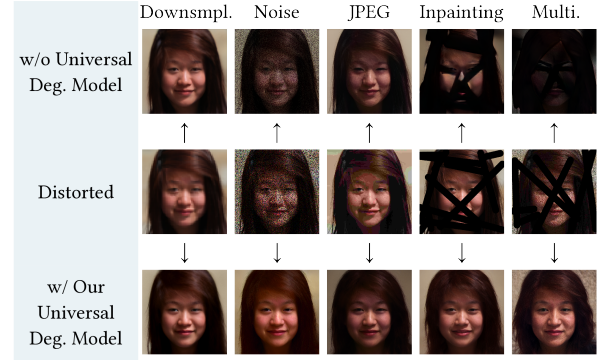 Downsmpl. Noise JPEG Inpainting Multi.
w/o Universal
Deg. Model
Distorted
w/ Our
Universal
Deg. Model